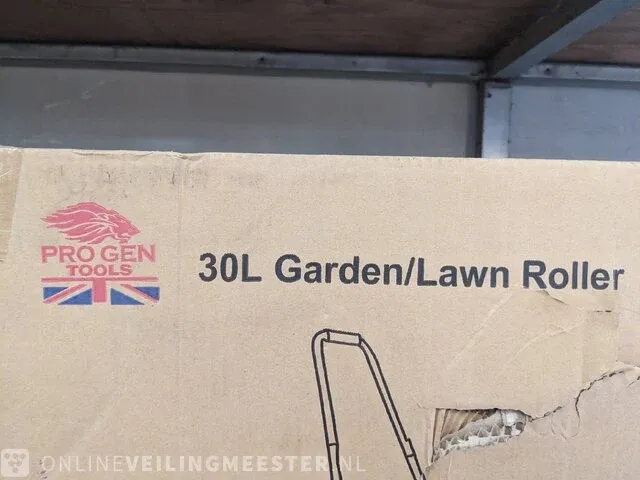 PRO GEN
TOOLS
30L Garden/Lawn Roller
ONLINEVEILINGMEESTER.NL